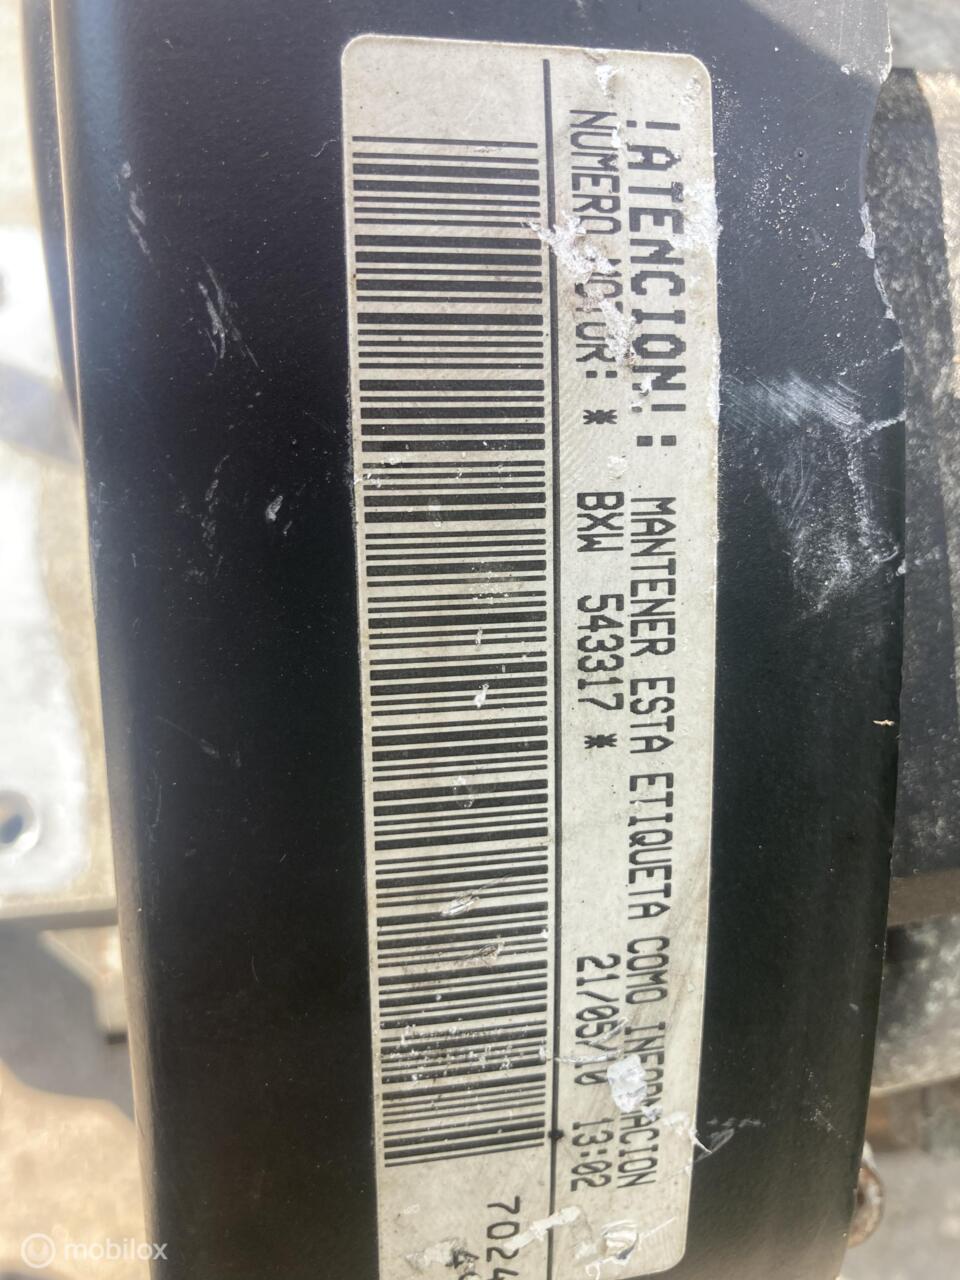 !ATENCION!: MANTENER ESTA ETIQUETA COMO INFORMACION
NUMERO MOTOR: * BXW 543317 * 21/05/10 13:02
7024
mobilox